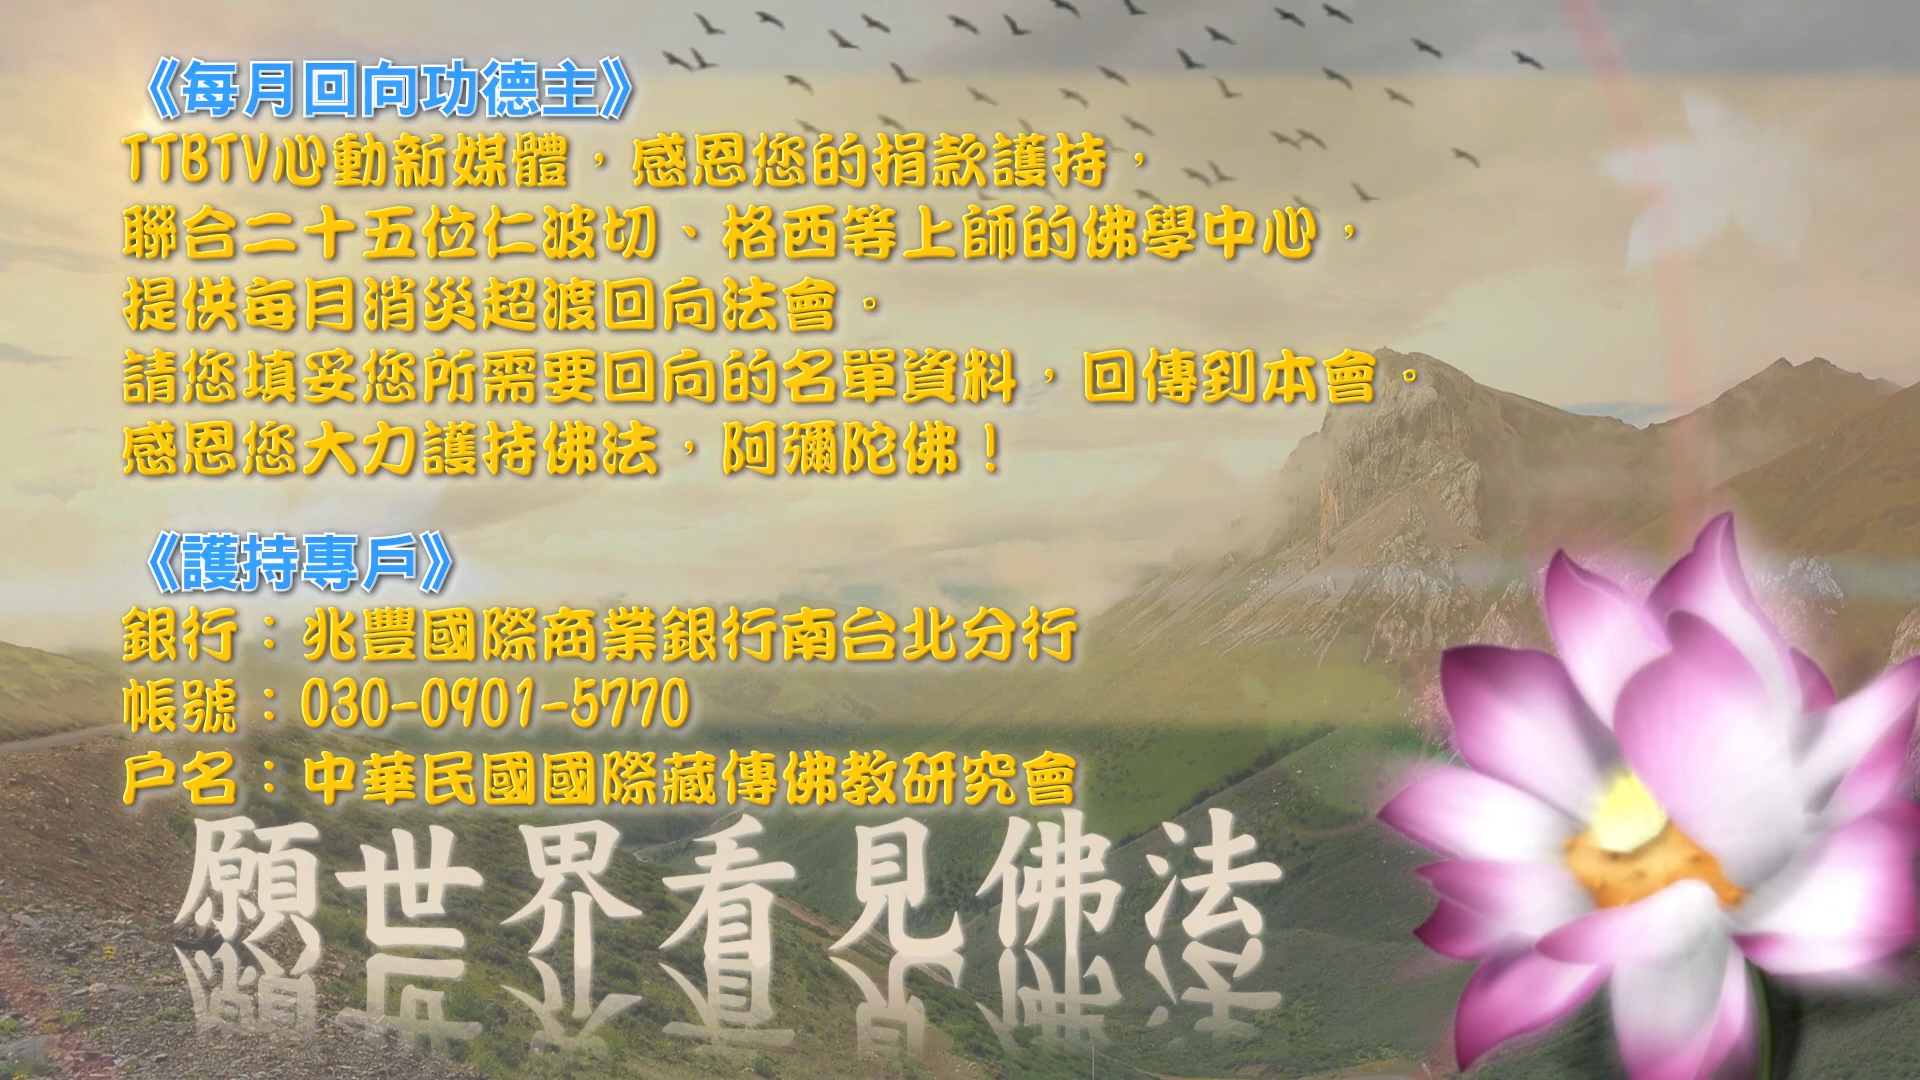 《每月回向功德主》
TTBTV心動新媒體，感恩您的捐款護持，
聯合二十五位仁波切、格西等上師的佛學中心，
提供每月消災超渡回向法會。
請您填妥您所需要回向的名單資料，回傳到本會。
感恩您大力護持佛法，阿彌陀佛！
《護持專戶》
銀行：兆豐國際商業銀行南台北分行
帳號：030-0901-5770
戶名：中華民國國際藏傳佛教研究會
願世界看見佛法